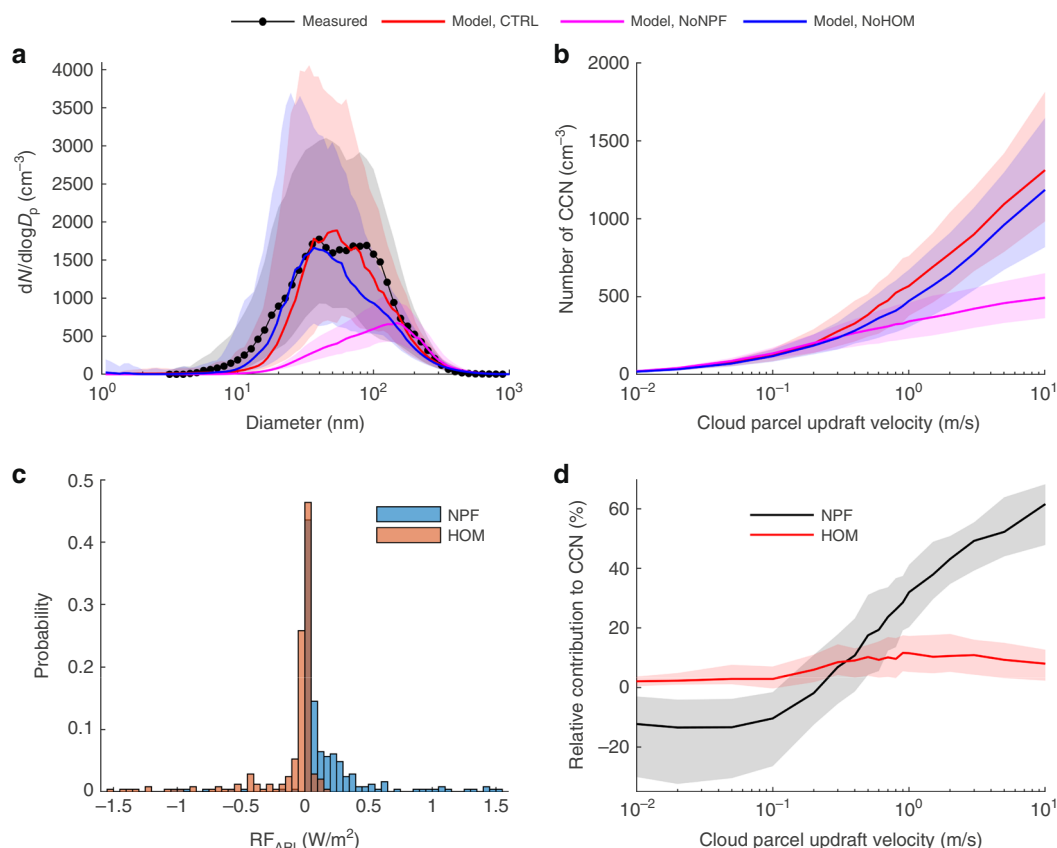 Measured Model, CTRL Model, NoNPF Model, NoHOM
a
4000
3500
3000
2500
2000
1500
1000
500
0
dN/dlogDp (cm−3)
10⁰ 10¹ 10² 10³
Diameter (nm)
b
2000
1500
1000
500
0
Number of CCN (cm−3)
10−2 10−1 10⁰ 10¹
Cloud parcel updraft velocity (m/s)
c
0.5
0.4
0.3
0.2
0.1
0
Probability
NPF
HOM
−1.5 −1 −0.5 0 0.5 1 1.5
(W/m²)
d
60
40
20
0
−20
Relative contribution to CCN (%)
NPF
HOM
10−2 10−1 10⁰ 10¹
Cloud parcel updraft velocity (m/s)